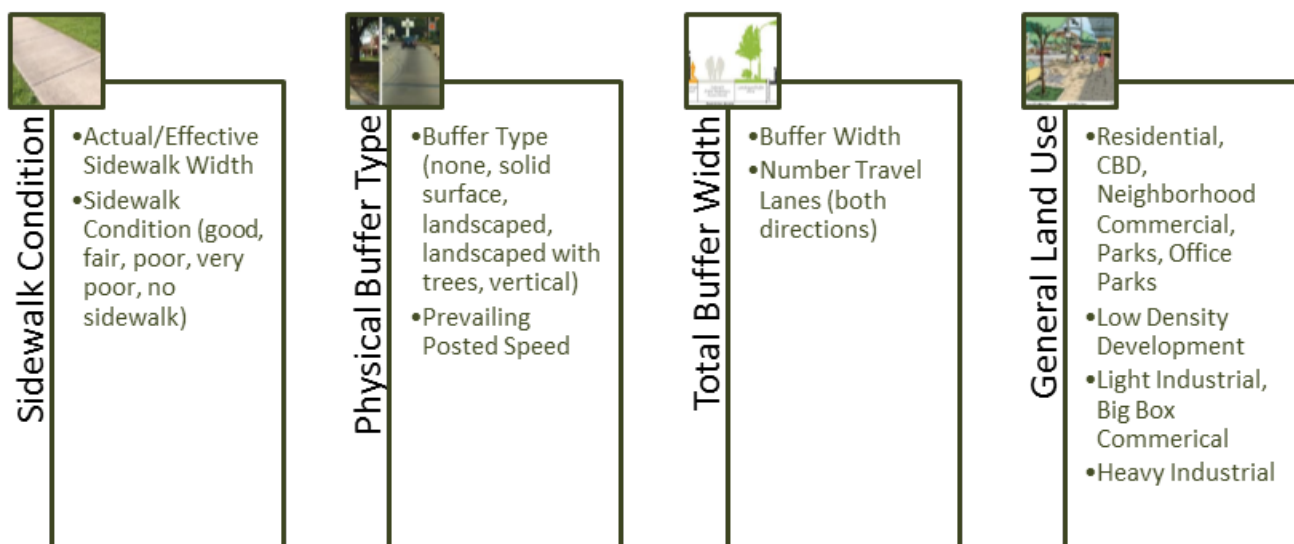 Sidewalk Condition
•Actual/Effective
Sidewalk Width
•Sidewalk
Condition (good,
fair, poor, very
poor, no
sidewalk)
Physical Buffer Type
•Buffer Type
(none, solid
surface,
landscaped,
landscaped with
trees, vertical)
•Prevailing
Posted Speed
Total Buffer Width
•Buffer Width
•Number Travel
Lanes (both
directions)
General Land Use
•Residential,
CBD,
Neighborhood
Commercial,
Parks, Office
Parks
•Low Density
Development
•Light Industrial,
Big Box
Commerical
•Heavy Industrial